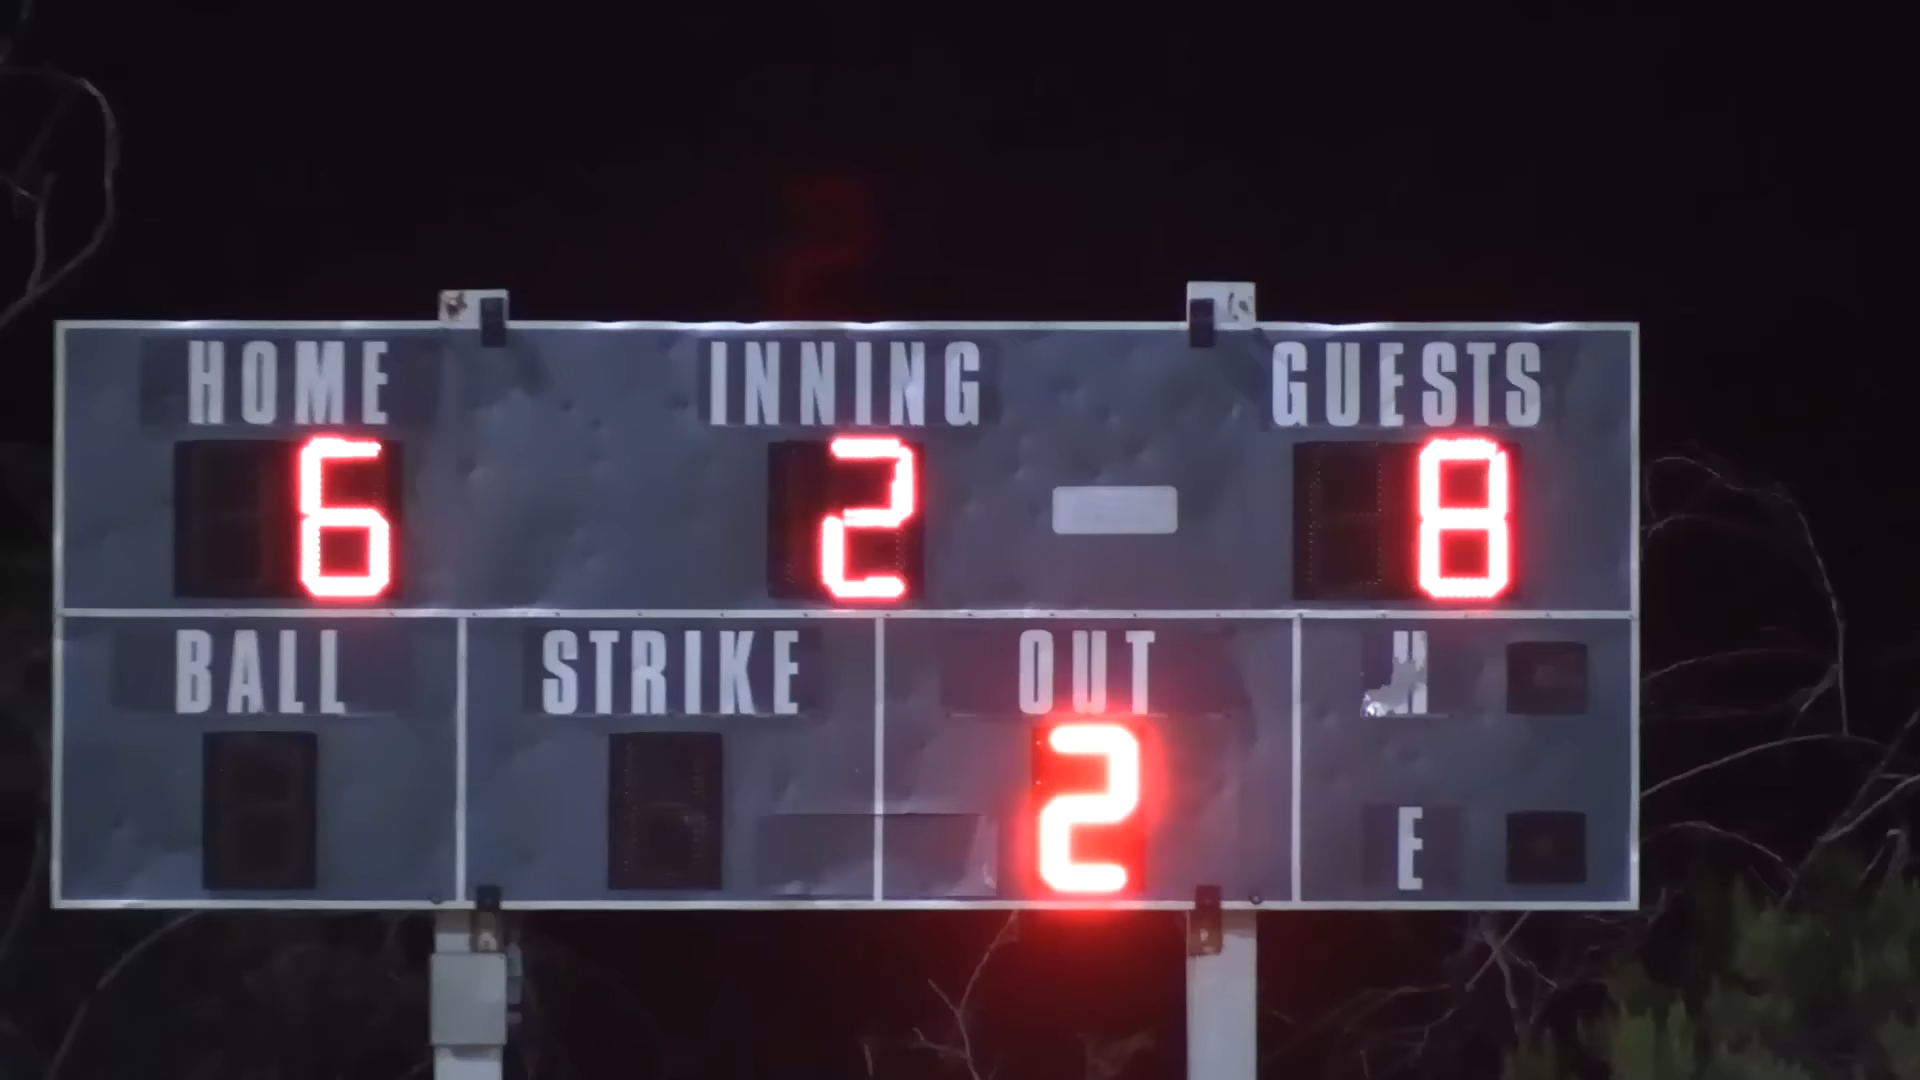 HOME INNING GUESTS
6 2 8
BALL STRIKE OUT H
2
E